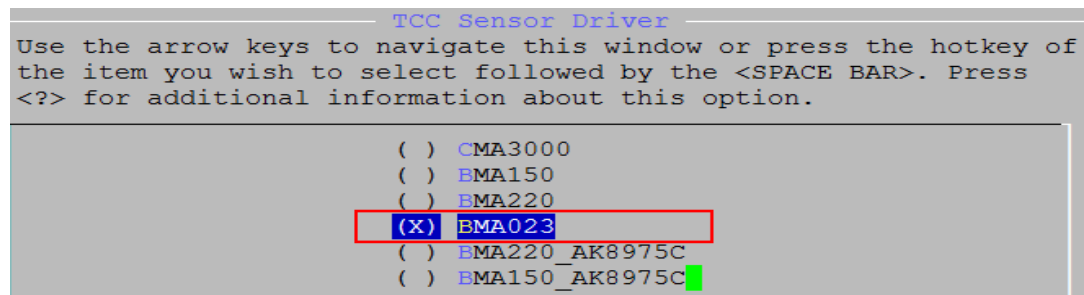 TCC Sensor Driver
Use the arrow keys to navigate this window or press the hotkey of
the item you wish to select followed by the <SPACE BAR>. Press
<?> for additional information about this option.
( ) CMA3000
( ) BMA150
( ) BMA220
(X) BMA023
( ) BMA220_AK8975C
( ) BMA150_AK8975C